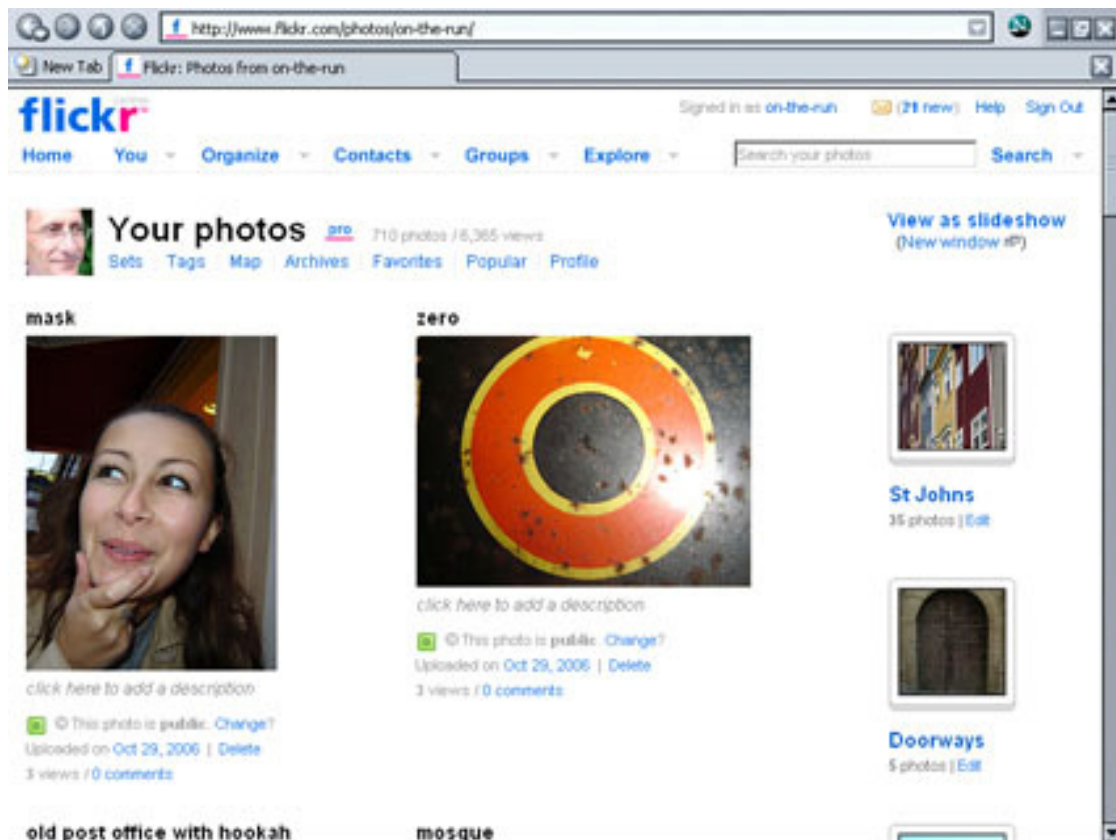 http://www.flickr.com/photos/on-the-run/
New Tab
Flickr: Photos from on-the-run
flickr
Signed in as on-the-run (21 new) Help Sign Out
Home You Organize Contacts Groups Explore Search your photos Search
Your photos pro 710 photos / 6,365 views
View as slideshow
(New window)
Sets Tags Map Archives Favorites Popular Profile
mask
click here to add a description
© This photo is public. Change?
Uploaded on Oct 29, 2006 | Delete
3 views / 0 comments
zero
click here to add a description
© This photo is public. Change?
Uploaded on Oct 29, 2006 | Delete
3 views / 0 comments
St Johns
35 photos | Edit
Doorways
5 photos | Edit
old post office with hookah
mosque